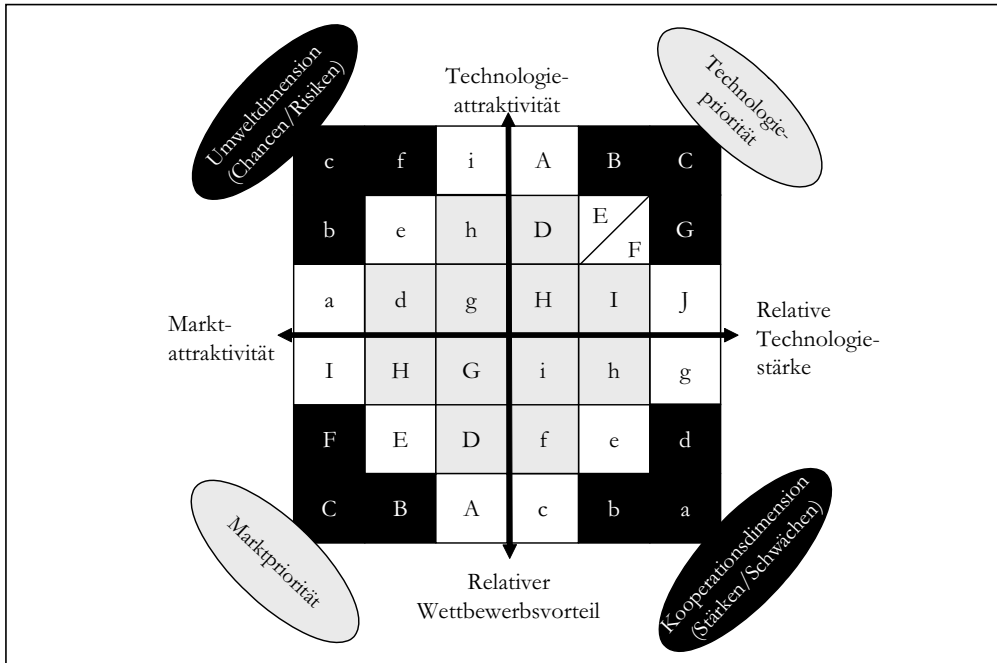 Umweltdimension
(Chancen/Risiken)
Technologie-
attraktivität
Technologie-
priorität
c f i A B C
b e h D E F G
a d g H I J
Markt-
attraktivität
Relative
Technologie-
stärke
I H G i h g
F E D f e d
C B A c b a
Marktpriorität
Relativer
Wettbewerbsvorteil
Kooperationsdimension
(Stärken/Schwächen)